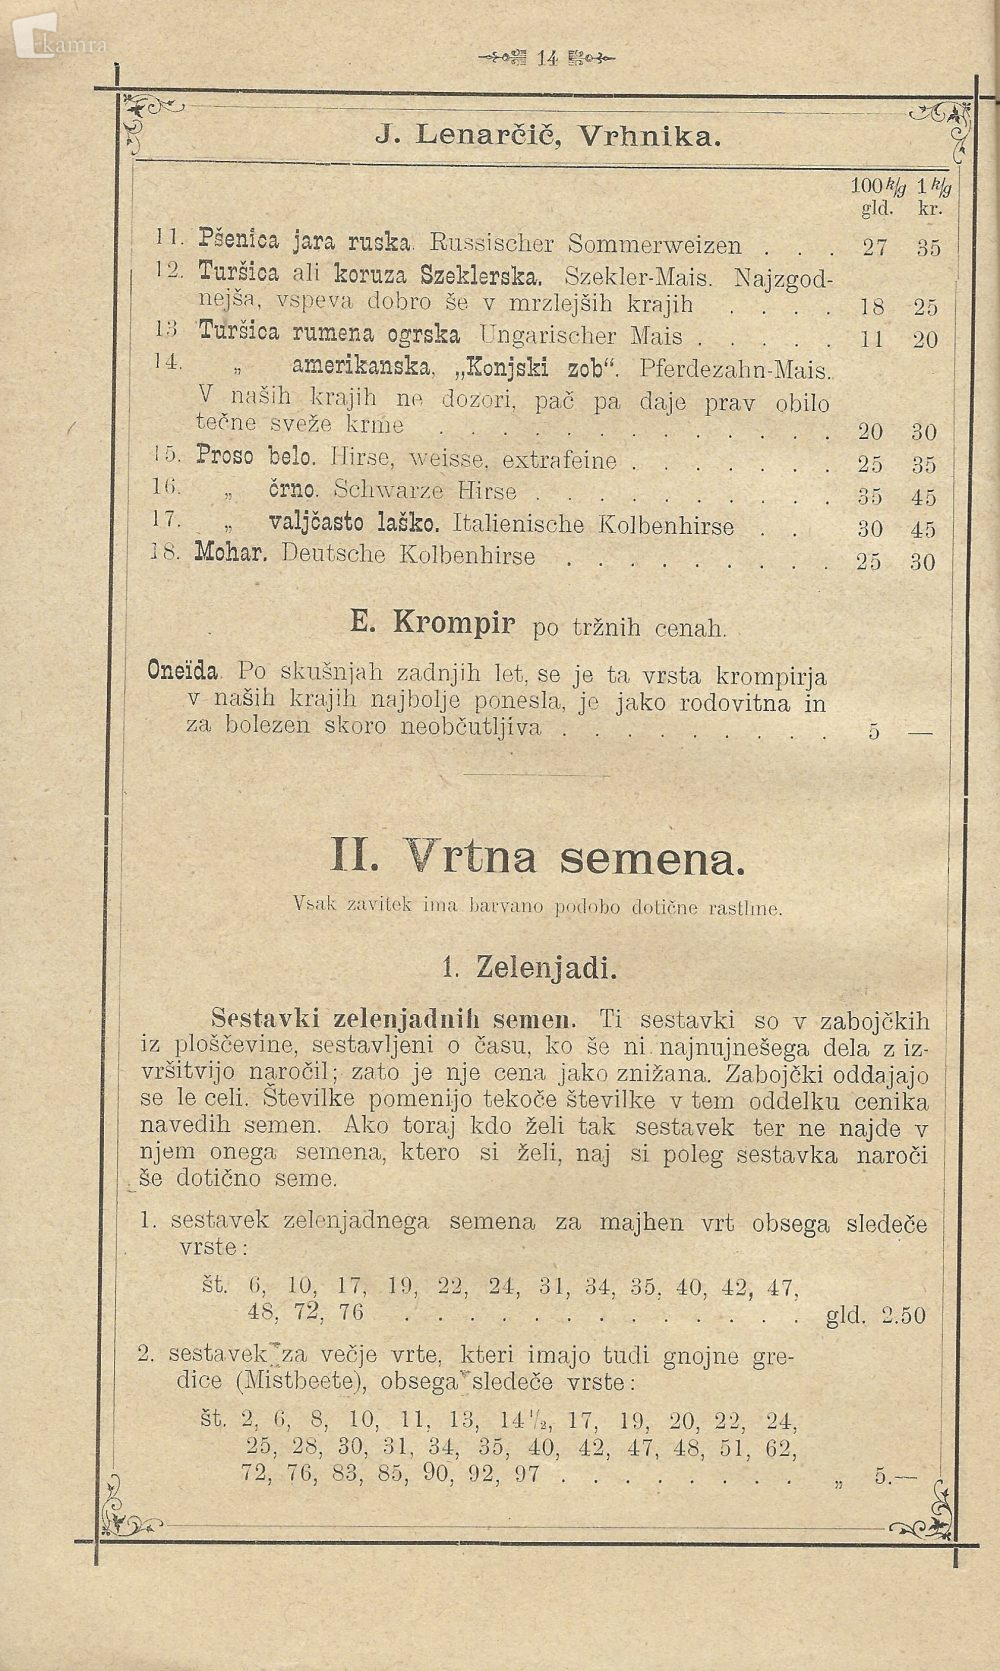 kamra
14
J. Lenarčič, Vrhnika.
100 k/g 1 k/g
gld. kr.
11. Pšenica jara ruska. Russischer Sommerweizen . . . 27 35
12. Turšica ali koruza Szeklerska. Szekler-Mais. Najzgod-
nejša, vspeva dobro še v mrzlejših krajih . . . . 18 25
13. Turšica rumena ogrska Ungarischer Mais . . . . . 11 20
14. „ amerikanska, „Konjski zob“. Pferdezahn-Mais.
V naših krajih ne dozori, pač pa daje prav obilo
tečne sveže krme . . . . . . . . . . . . . 20 30
15. Proso belo. Hirse, weisse, extrafeine . . . . . . . 25 35
16. „ črno. Schwarze Hirse . . . . . . . . . . 35 45
17. „ valjčasto laško. Italienische Kolbenhirse . . . 30 45
18. Mohar. Deutsche Kolbenhirse . . . . . . . . . 25 30
E. Krompir po tržnih cenah.
Oneïda. Po skušnjah zadnjih let, se je ta vrsta krompirja
v naših krajih najbolje ponesla, je jako rodovitna in
za bolezen skoro neobčutljiva . . . . . . . . . 5 —
II. Vrtna semena.
Vsak zavitek ima barvano podobo dotične rastline.
1. Zelenjadi.
Sestavki zelenjadnih semen. Ti sestavki so v zabojčkih
iz ploščevine, sestavljeni o času, ko še ni najnujnešega dela z iz-
vršitvijo naročil; zato je nje cena jako znižana. Zabojčki oddajajo
se le celi. Številke pomenijo tekoče številke v tem oddelku cenika
navedih semen. Ako toraj kdo želi tak sestavek ter ne najde v
njem onega semena, ktero si želi, naj si poleg sestavka naroči
še dotično seme.
1. sestavek zelenjadnega semena za majhen vrt obsega sledeče
vrste:
št. 6, 10, 17, 19, 22, 24, 31, 34, 35, 40, 42, 47,
48, 72, 76 . . . . . . . . . . . . . gld. 2.50
2. sestavek za večje vrte, kteri imajo tudi gnojne gre-
dice (Mistbeete), obsega sledeče vrste:
št. 2, 6, 8, 10, 11, 13, 14 1/2, 17, 19, 20, 22, 24,
25, 28, 30, 31, 34, 35, 40, 42, 47, 48, 51, 62,
72, 76, 83, 85, 90, 92, 97 . . . . . . . . „ 5.—